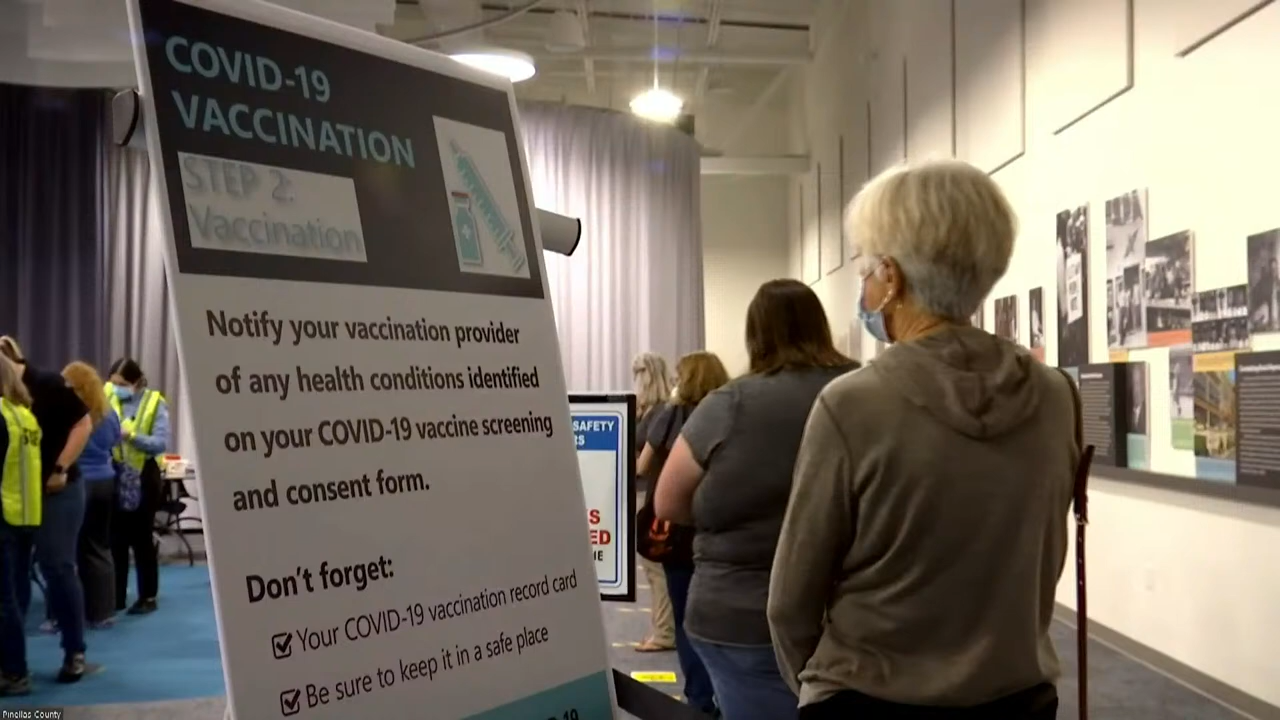 COVID-19
VACCINATION
STEP 2:
Vaccination
Notify your vaccination provider
of any health conditions identified
on your COVID-19 vaccine screening
and consent form.
Don't forget:
Your COVID-19 vaccination record card
Be sure to keep it in a safe place
SAFETY
Pinellas County